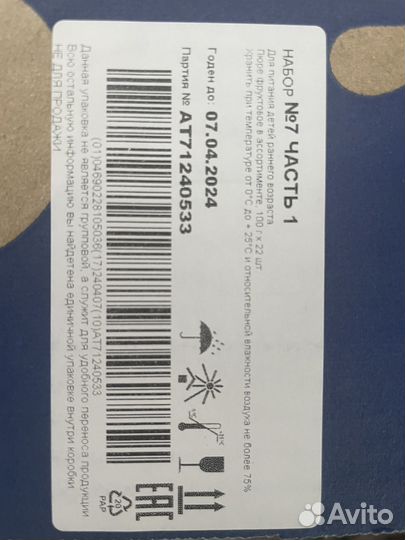 НАБОР №7 ЧАСТЬ 1
Для питания детей раннего возраста
Пюре фруктовое в ассортименте. 100 г х 22 шт
Хранить при температуре от 0°С до + 25°С и относительной влажности воздуха не более 75%
Годен до: 07.04.2024
Партия № АТ71240533
(01)04690228105036(17)240407(10)АТ71240533
Данная упаковка не является групповой, а служит для удобного переноса продукции
Всю остальную информацию вы найдете на единичной упаковке внутри коробки
НЕ ДЛЯ ПРОДАЖИ
EAC
20
PAP
Avito